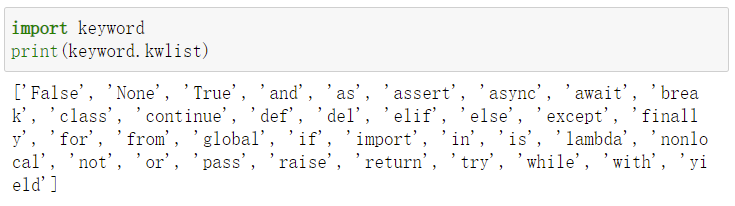 import keyword
print(keyword.kwlist)
['False', 'None', 'True', 'and', 'as', 'assert', 'async', 'await', 'brea
k', 'class', 'continue', 'def', 'del', 'elif', 'else', 'except', 'finall
y', 'for', 'from', 'global', 'if', 'import', 'in', 'is', 'lambda', 'nonlo
cal', 'not', 'or', 'pass', 'raise', 'return', 'try', 'while', 'with', 'yi
eld']